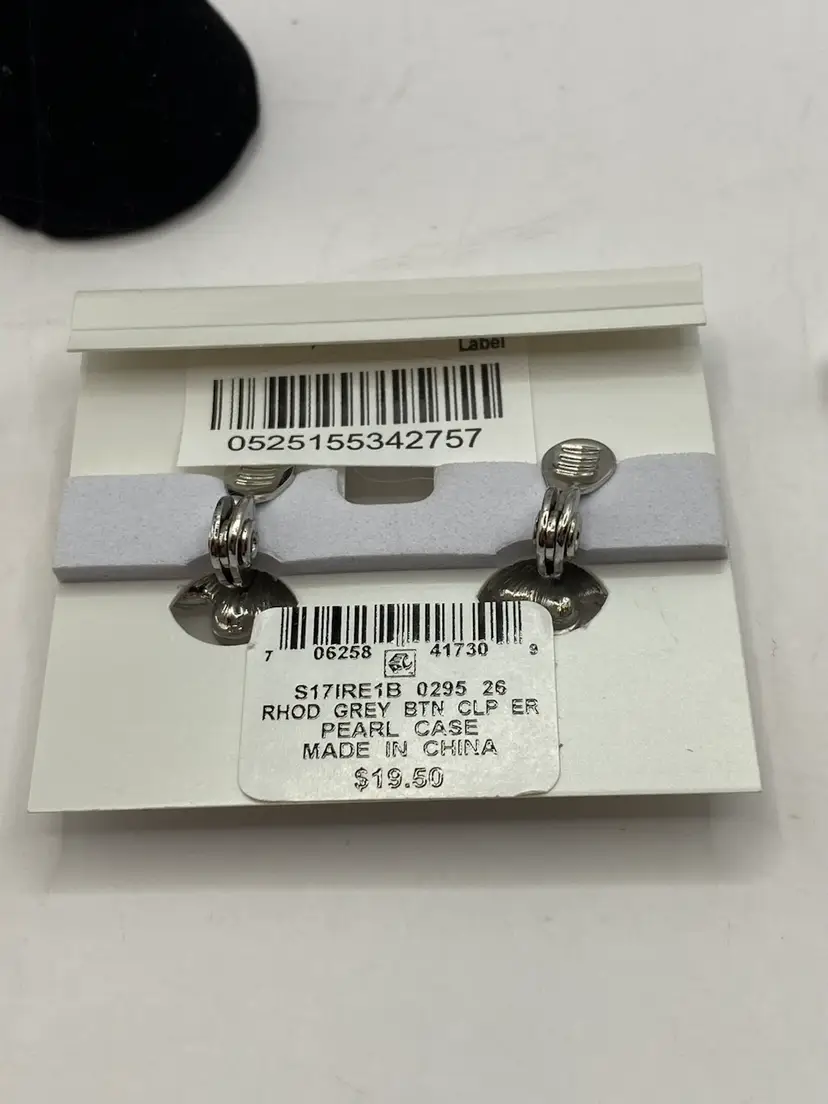 Label
0525155342757
7 06258 41730 9
S17IRE1B 0295 26
RHOD GREY BTN CLP ER
PEARL CASE
MADE IN CHINA
$19.50